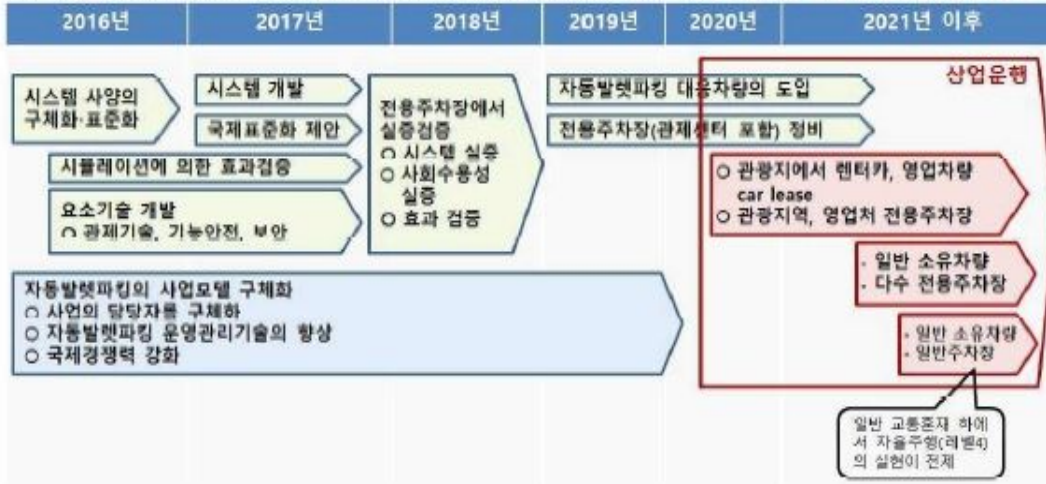 2016년
2017년
2018년
2019년
2020년
2021년 이후
시스템 사양의
구체화·표준화
시스템 개발
국제표준화 제안
시뮬레이션에 의한 효과검증
요소기술 개발
○ 관제기술, 기능안전, 보안
전용주차장에서
실증검증
○ 시스템 실증
○ 사회수용성
실증
○ 효과 검증
자동발렛파킹 대응차량의 도입
전용주차장(관제센터 포함) 정비
산업운행
○ 관광지에서 렌터카, 영업차량
car lease
○ 관광지역, 영업처 전용주차장
· 일반 소유차량
· 다수 전용주차장
· 일반 소유차량
· 일반주차장
자동발렛파킹의 사업모델 구체화
○ 담당자를
○ 자동발렛파킹 운영관리기술의 향상
○ 국제경쟁력 강화
일반 교통혼재 하에
서 자율주행(레벨4)
의 실현이 전제